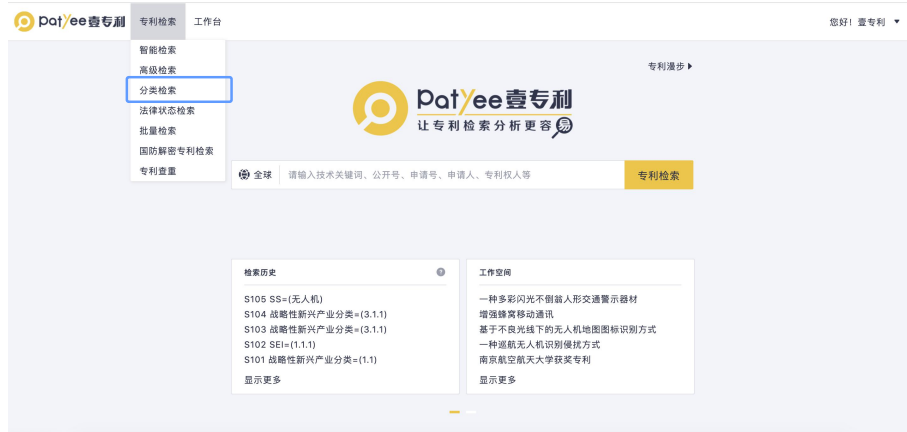 Patyee壹专利 专利检索 工作台 您好！壹专利
智能检索
高级检索
分类检索
法律状态检索
批量检索
国防解密专利检索
专利查重
专利漫步
Patyee壹专利
让专利检索分析更容易
全球 请输入技术关键词、公开号、申请号、申请人、专利权人等 专利检索
检索历史
S105 SS=(无人机)
S104 战略性新兴产业分类=(3.1.1)
S103 战略性新兴产业分类=(3.1.1)
S102 SEI=(1.1.1)
S101 战略性新兴产业分类=(1.1)
显示更多
工作空间
一种多彩闪光不倒翁人形交通警示器材
增强蜂窝移动通讯
基于不良光线下的无人机地图图标识别方式
一种巡航无人机识别侵扰方式
南京航空航天大学获奖专利
显示更多